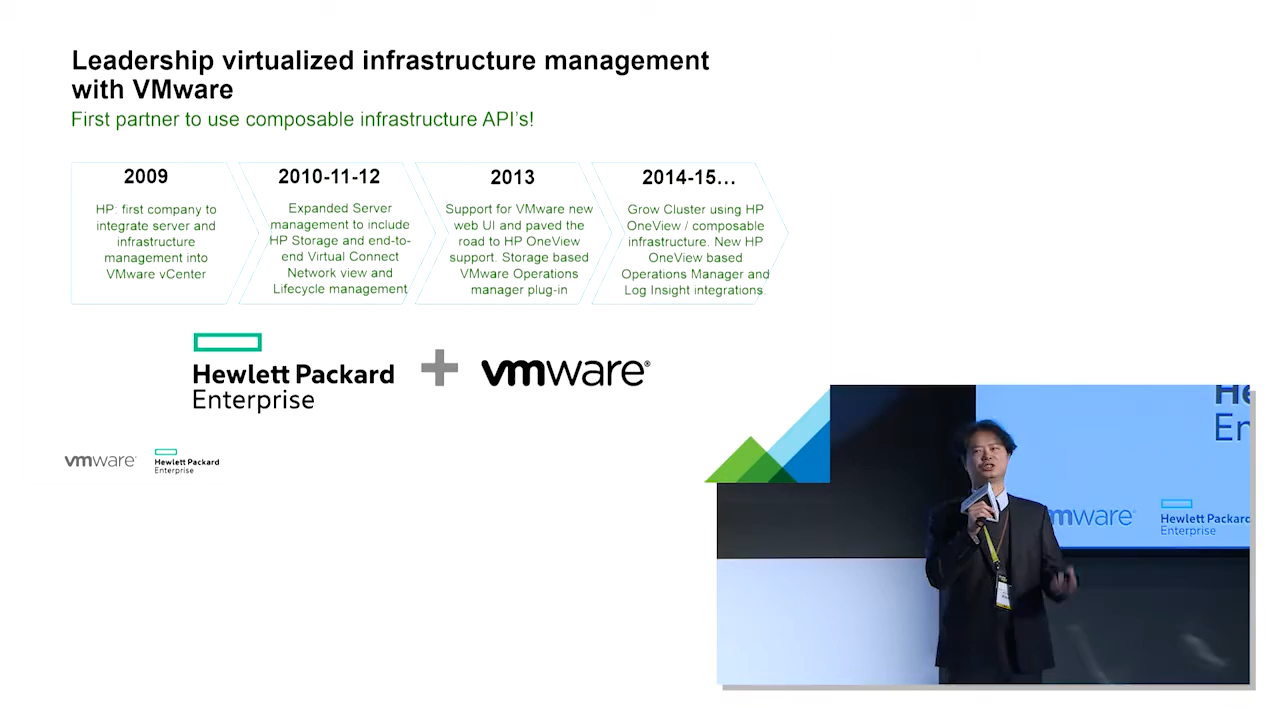 Leadership virtualized infrastructure management
with VMware
First partner to use composable infrastructure API's!
2009
HP: first company to
integrate server and
infrastructure
management into
VMware vCenter
2010-11-12
Expanded Server
management to include
HP Storage and end-to-
end Virtual Connect
Network view and
Lifecycle management
2013
Support for VMware new
web UI and paved the
road to HP OneView
support. Storage based
VMware Operations
manager plug-in
2014-15…
Grow Cluster using HP
OneView / composable
infrastructure. New HP
OneView based
Operations Manager and
Log Insight integrations.
Hewlett Packard
Enterprise
+
vmware®
vmware®
Hewlett Packard
Enterprise
He
En
mware
Hewlett Packard
Enterprise